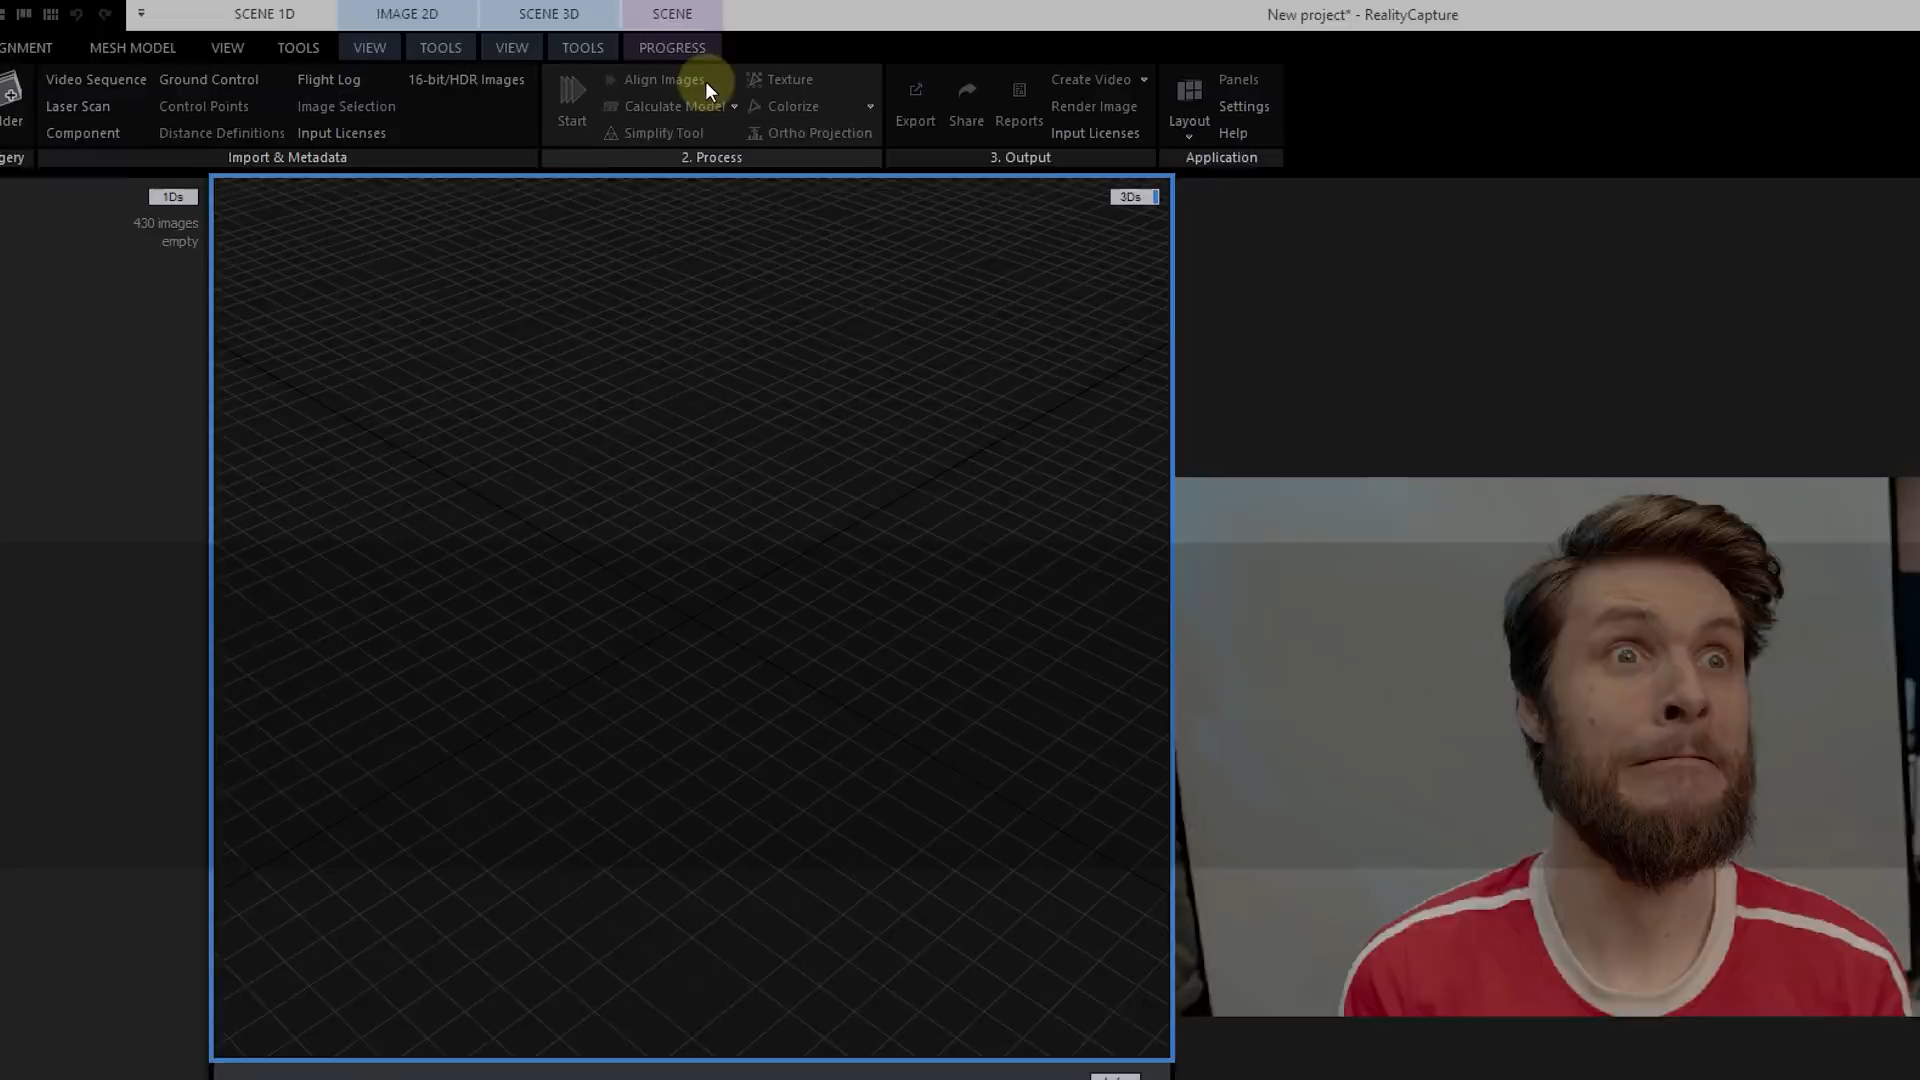 SCENE 1D IMAGE 2D SCENE 3D SCENE New project* - RealityCapture
GNMENT MESH MODEL VIEW TOOLS VIEW TOOLS VIEW TOOLS PROGRESS
Video Sequence Ground Control Flight Log 16-bit/HDR Images Align Images Texture Create Video Panels
Laser Scan Control Points Image Selection Calculate Model Colorize Render Image Settings
lder Start Export Share Reports Layout
Component Distance Definitions Input Licenses Simplify Tool Ortho Projection Input Licenses Help
gery Import & Metadata 2. Process 3. Output Application
1Ds 3Ds
430 images
empty